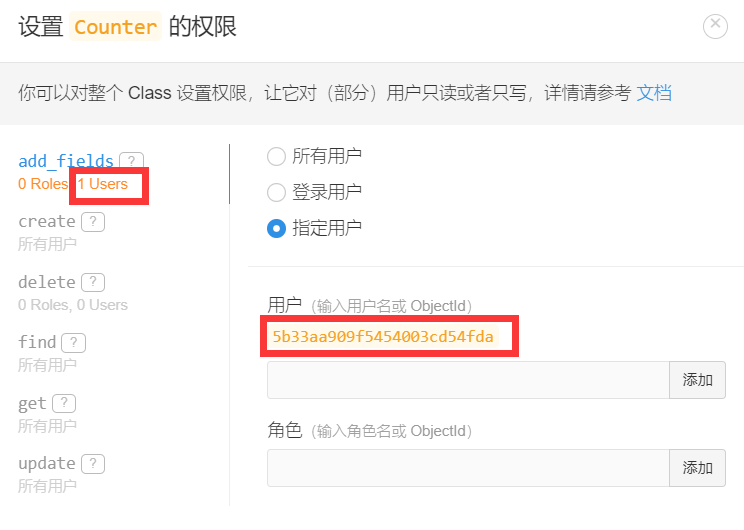 设置 Counter 的权限
你可以对整个 Class 设置权限，让它对（部分）用户只读或者只写，详情请参考 文档
add_fields ?
0 Roles, 1 Users
create ?
所有用户
delete ?
0 Roles, 0 Users
find ?
所有用户
get ?
所有用户
update ?
所有用户
所有用户
登录用户
指定用户
用户（输入用户名或 ObjectId）
5b33aa909f5454003cd54fda
添加
角色（输入角色名或 ObjectId）
添加